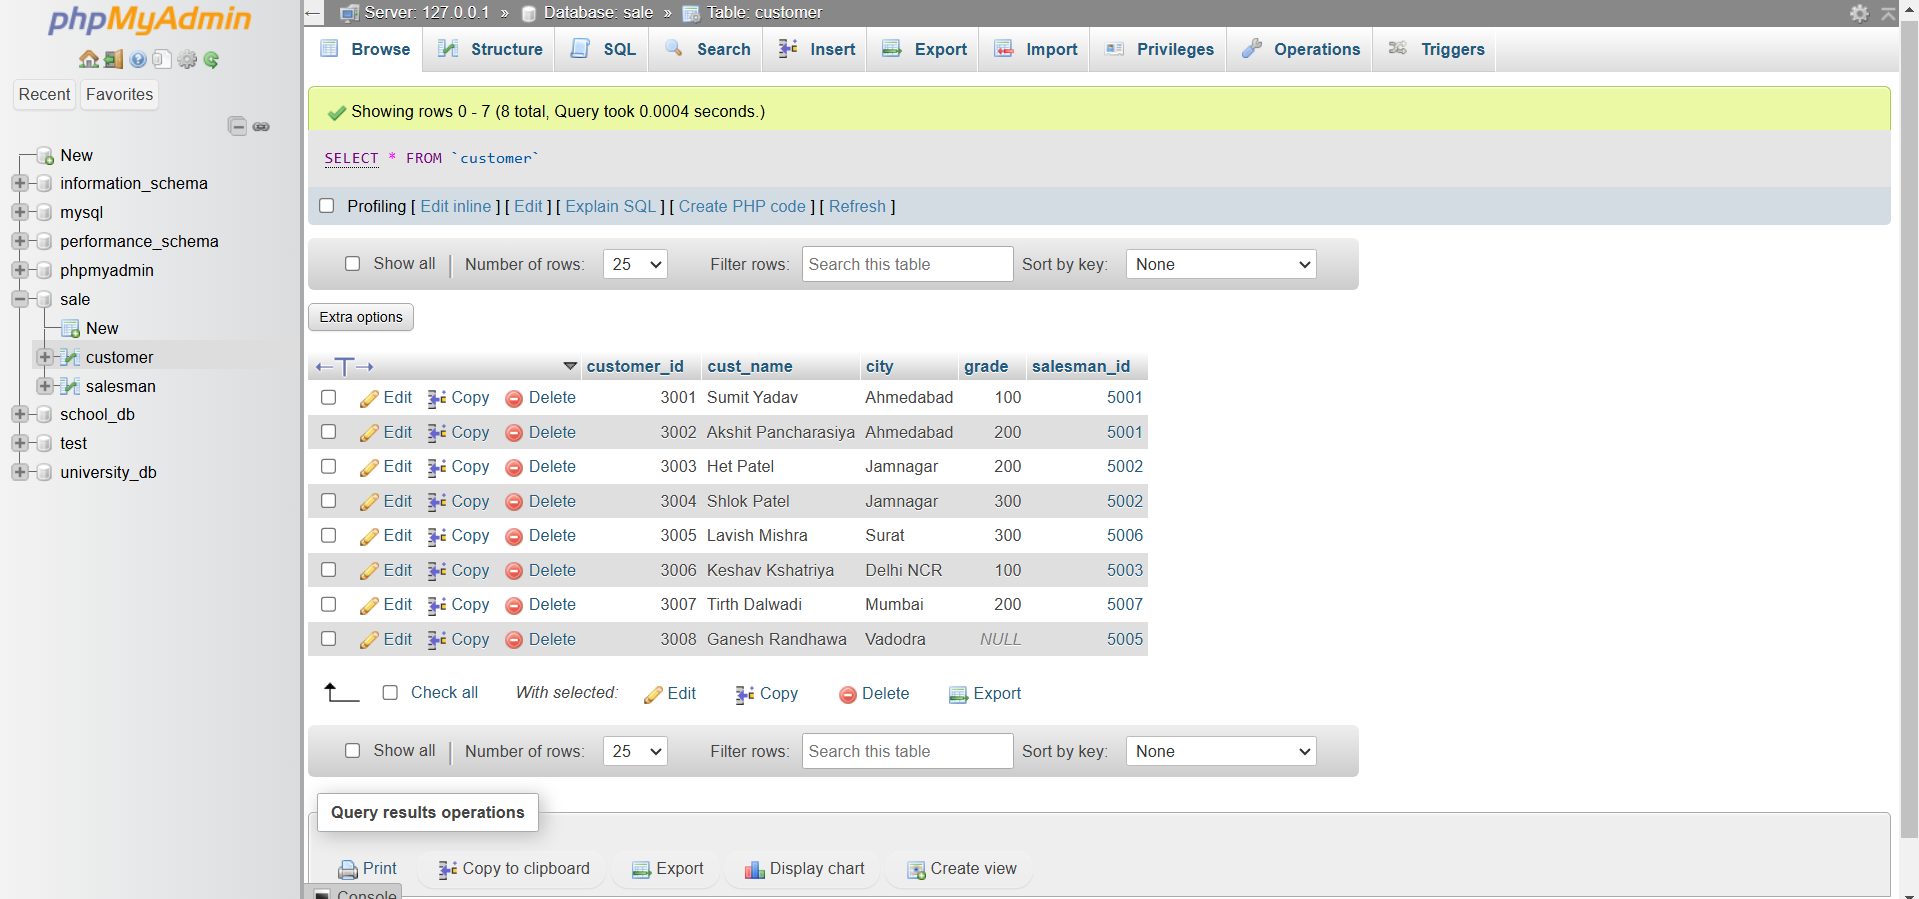 phpMyAdmin
Recent Favorites
New
information_schema
mysql
performance_schema
phpmyadmin
sale
New
customer
salesman
school_db
test
university_db
Server: 127.0.0.1 » Database: sale » Table: customer
Browse Structure SQL Search Insert Export Import Privileges Operations Triggers
Showing rows 0 - 7 (8 total, Query took 0.0004 seconds.)
SELECT * FROM `customer`
Profiling [ Edit inline ] [ Edit ] [ Explain SQL ] [ Create PHP code ] [ Refresh ]
Show all Number of rows: 25 Filter rows: Search this table Sort by key: None
Extra options
customer_id cust_name city grade salesman_id
Edit Copy Delete 3001 Sumit Yadav Ahmedabad 100 5001
Edit Copy Delete 3002 Akshit Pancharasiya Ahmedabad 200 5001
Edit Copy Delete 3003 Het Patel Jamnagar 200 5002
Edit Copy Delete 3004 Shlok Patel Jamnagar 300 5002
Edit Copy Delete 3005 Lavish Mishra Surat 300 5006
Edit Copy Delete 3006 Keshav Kshatriya Delhi NCR 100 5003
Edit Copy Delete 3007 Tirth Dalwadi Mumbai 200 5007
Edit Copy Delete 3008 Ganesh Randhawa Vadodra NULL 5005
Check all With selected: Edit Copy Delete Export
Show all Number of rows: 25 Filter rows: Search this table Sort by key: None
Query results operations
Print Copy to clipboard Export Display chart Create view
Console